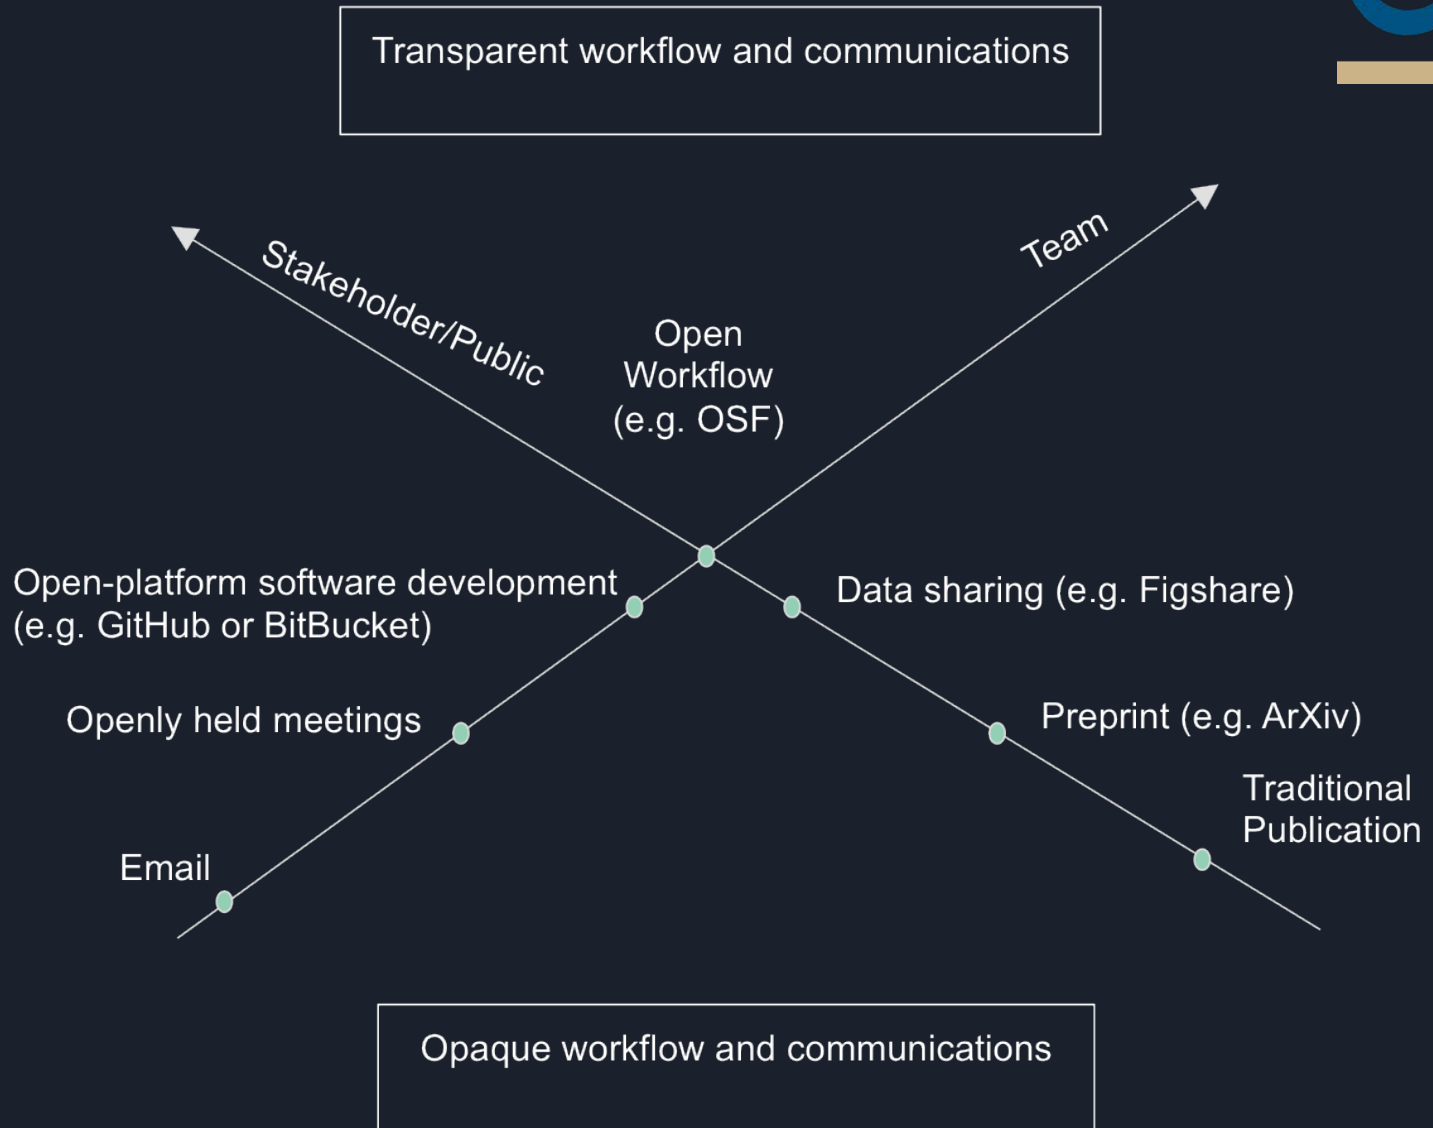 Transparent workflow and communications
Stakeholder/Public
Team
Open
Workflow
(e.g. OSF)
Open-platform software development
(e.g. GitHub or BitBucket)
Data sharing (e.g. Figshare)
Openly held meetings
Preprint (e.g. ArXiv)
Traditional
Publication
Email
Opaque workflow and communications